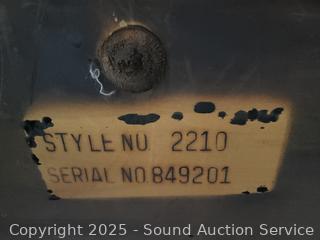 STYLE NO 2210
SERIAL NO 849201
Copyright 2025 - Sound Auction Service